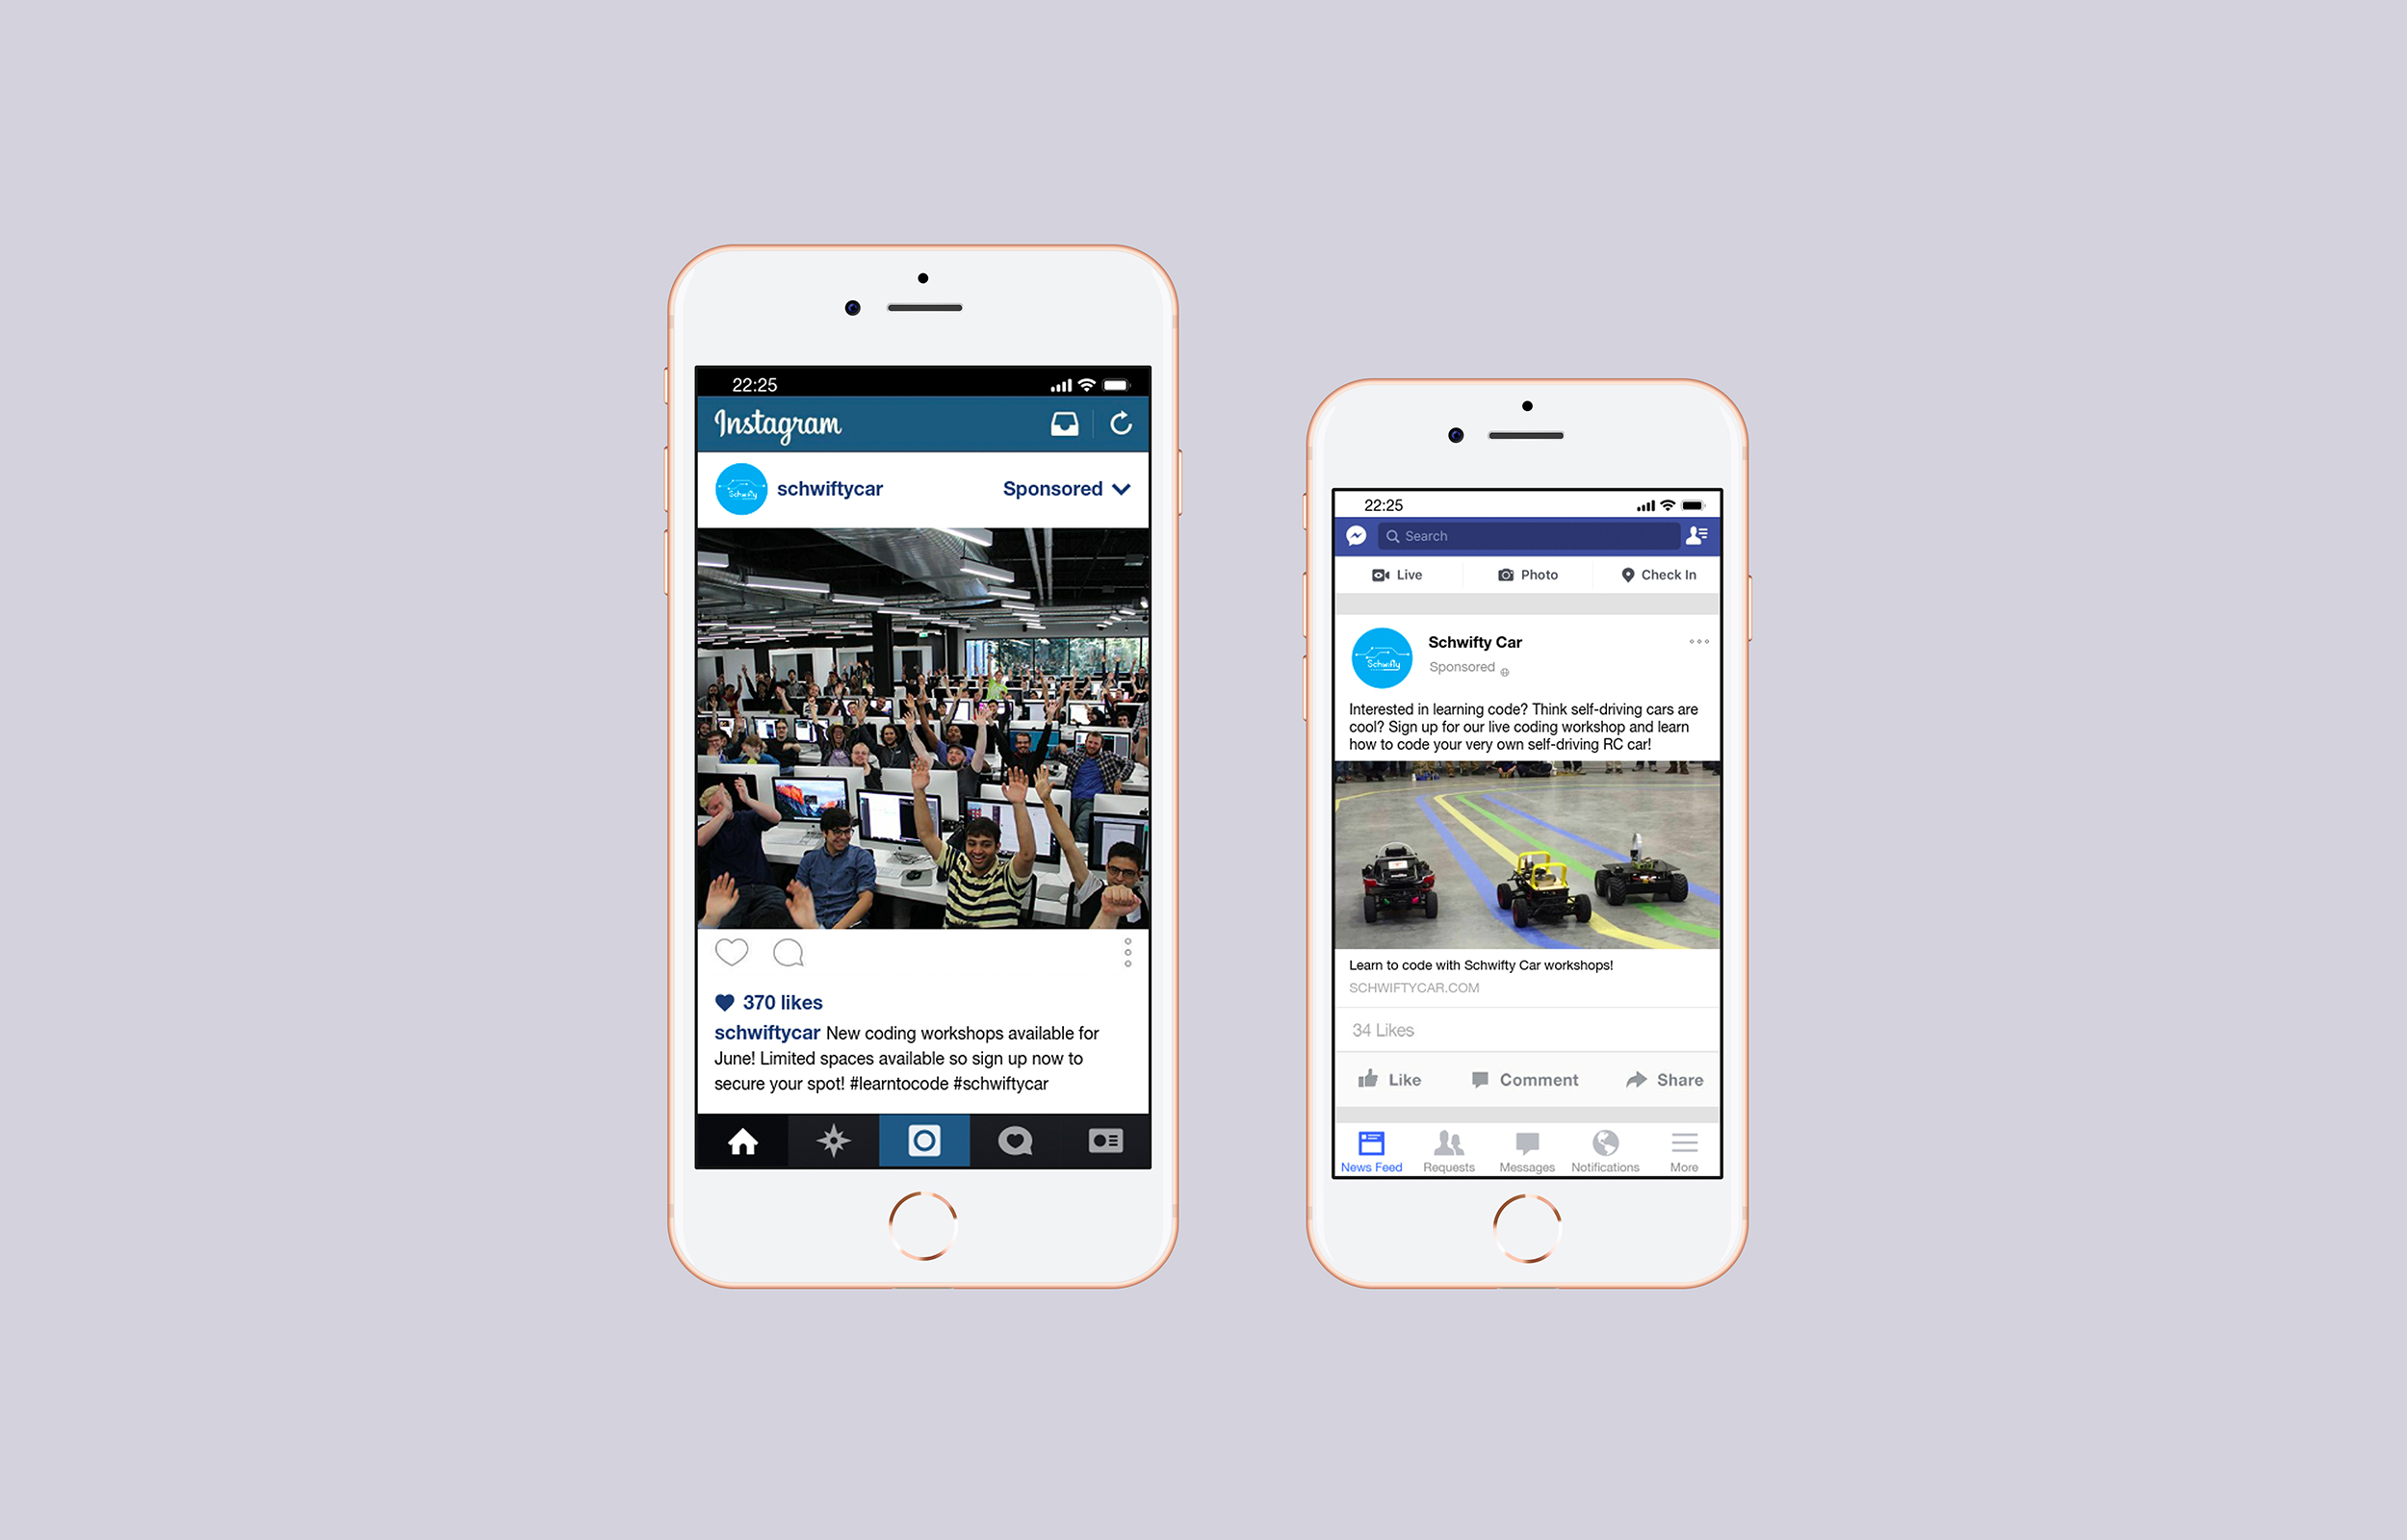 22:25
Instagram
Schwifty
schwiftycar
Sponsored
370 likes
schwiftycar New coding workshops available for
June! Limited spaces available so sign up now to
secure your spot! #learntocode #schwiftycar
22:25
Search
Live
Photo
Check In
Schwifty
Schwifty Car
Sponsored
Interested in learning code? Think self-driving cars are
cool? Sign up for our live coding workshop and learn
how to code your very own self-driving RC car!
Learn to code with Schwifty Car workshops!
SCHWIFTYCAR.COM
34 Likes
Like
Comment
Share
News Feed
Requests
Messages
Notifications
More